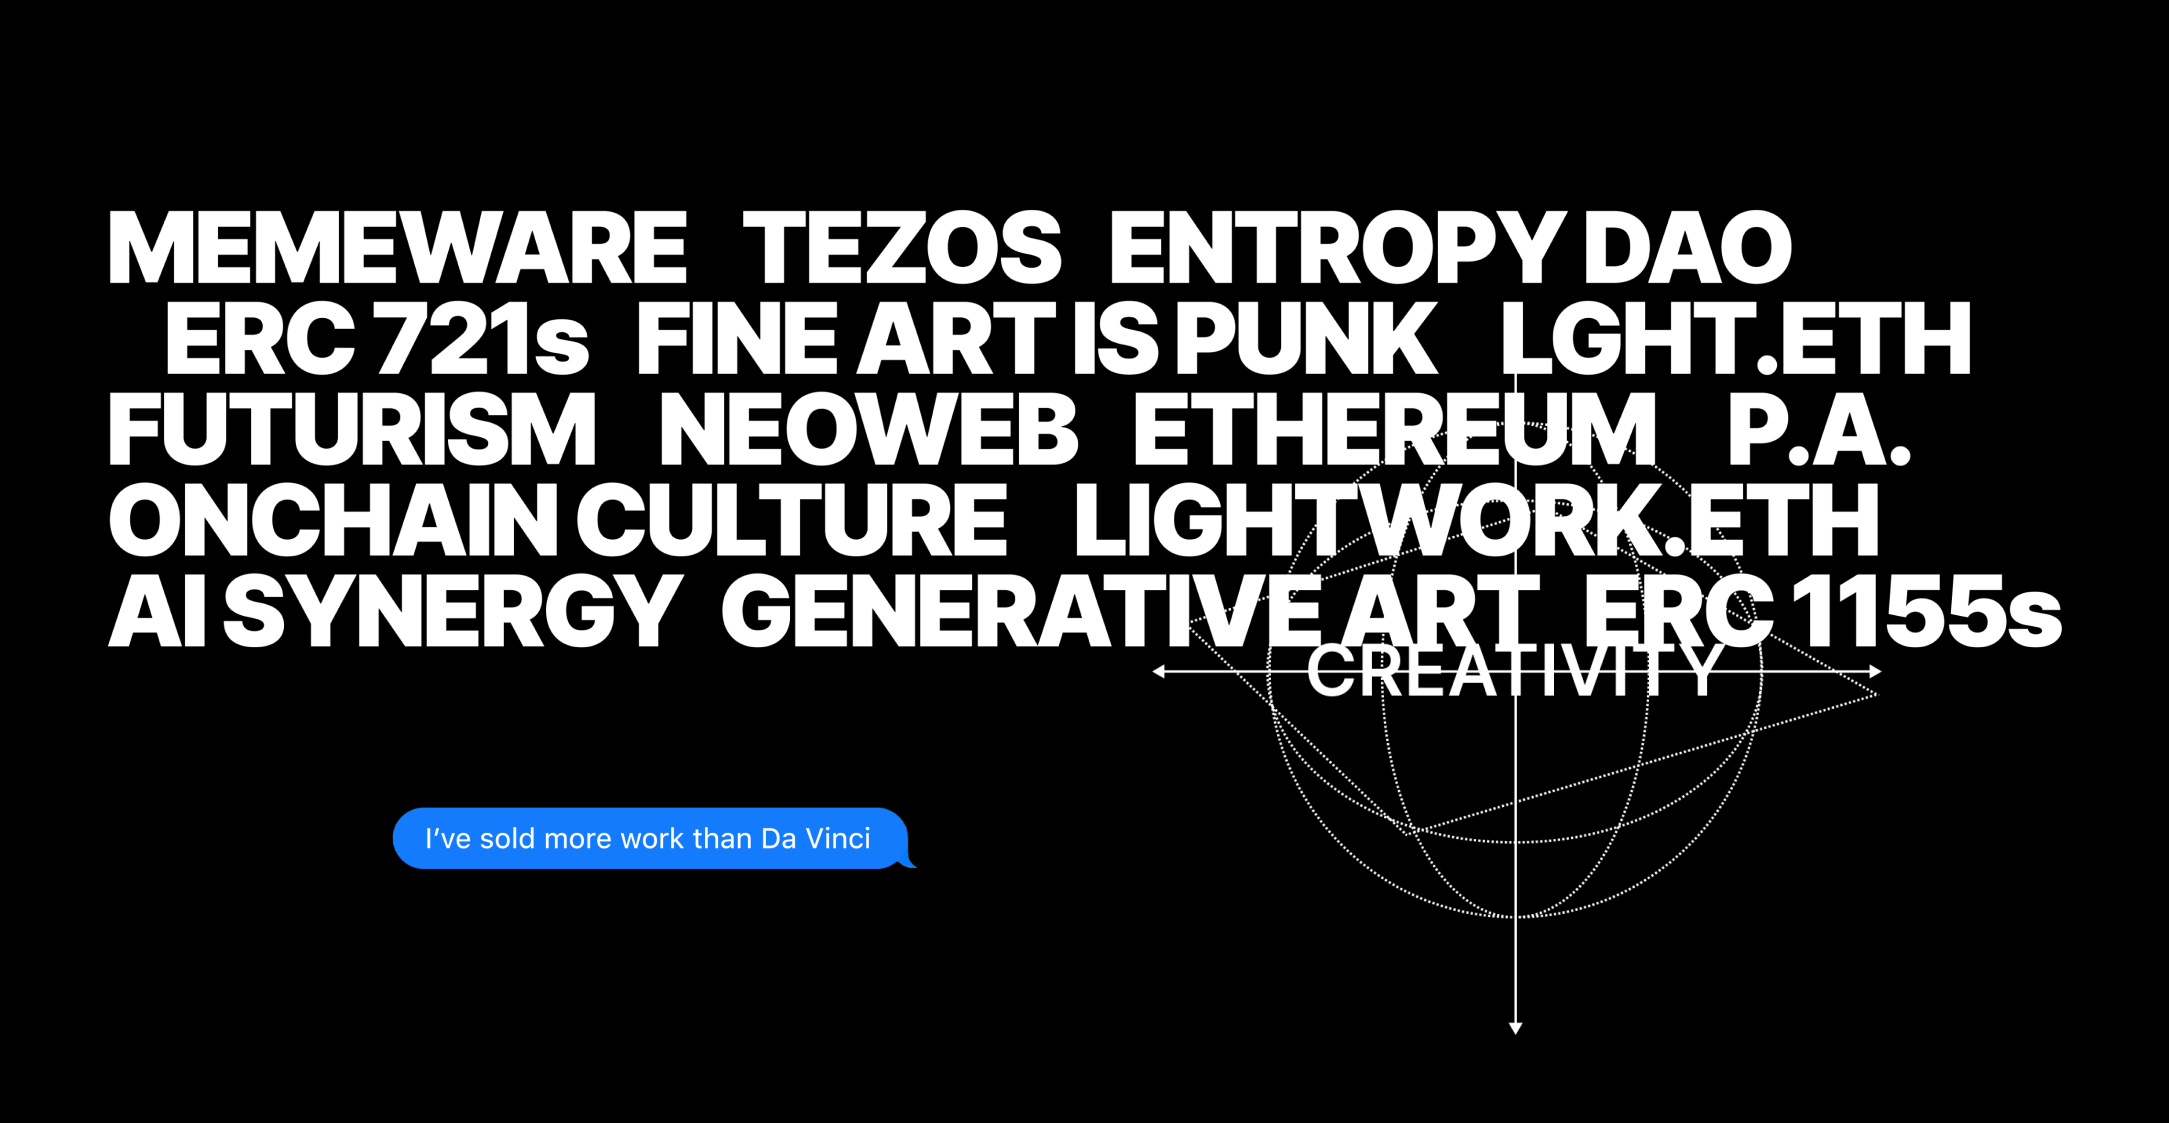 MEMEWARE TEZOS ENTROPY DAO
ERC 721s FINE ART IS PUNK LGHT.ETH
FUTURISM NEOWEB ETHEREUM P.A.
ONCHAIN CULTURE LIGHTWORK.ETH
AI SYNERGY GENERATIVE ART ERC 1155s
CREATIVITY
I’ve sold more work than Da Vinci